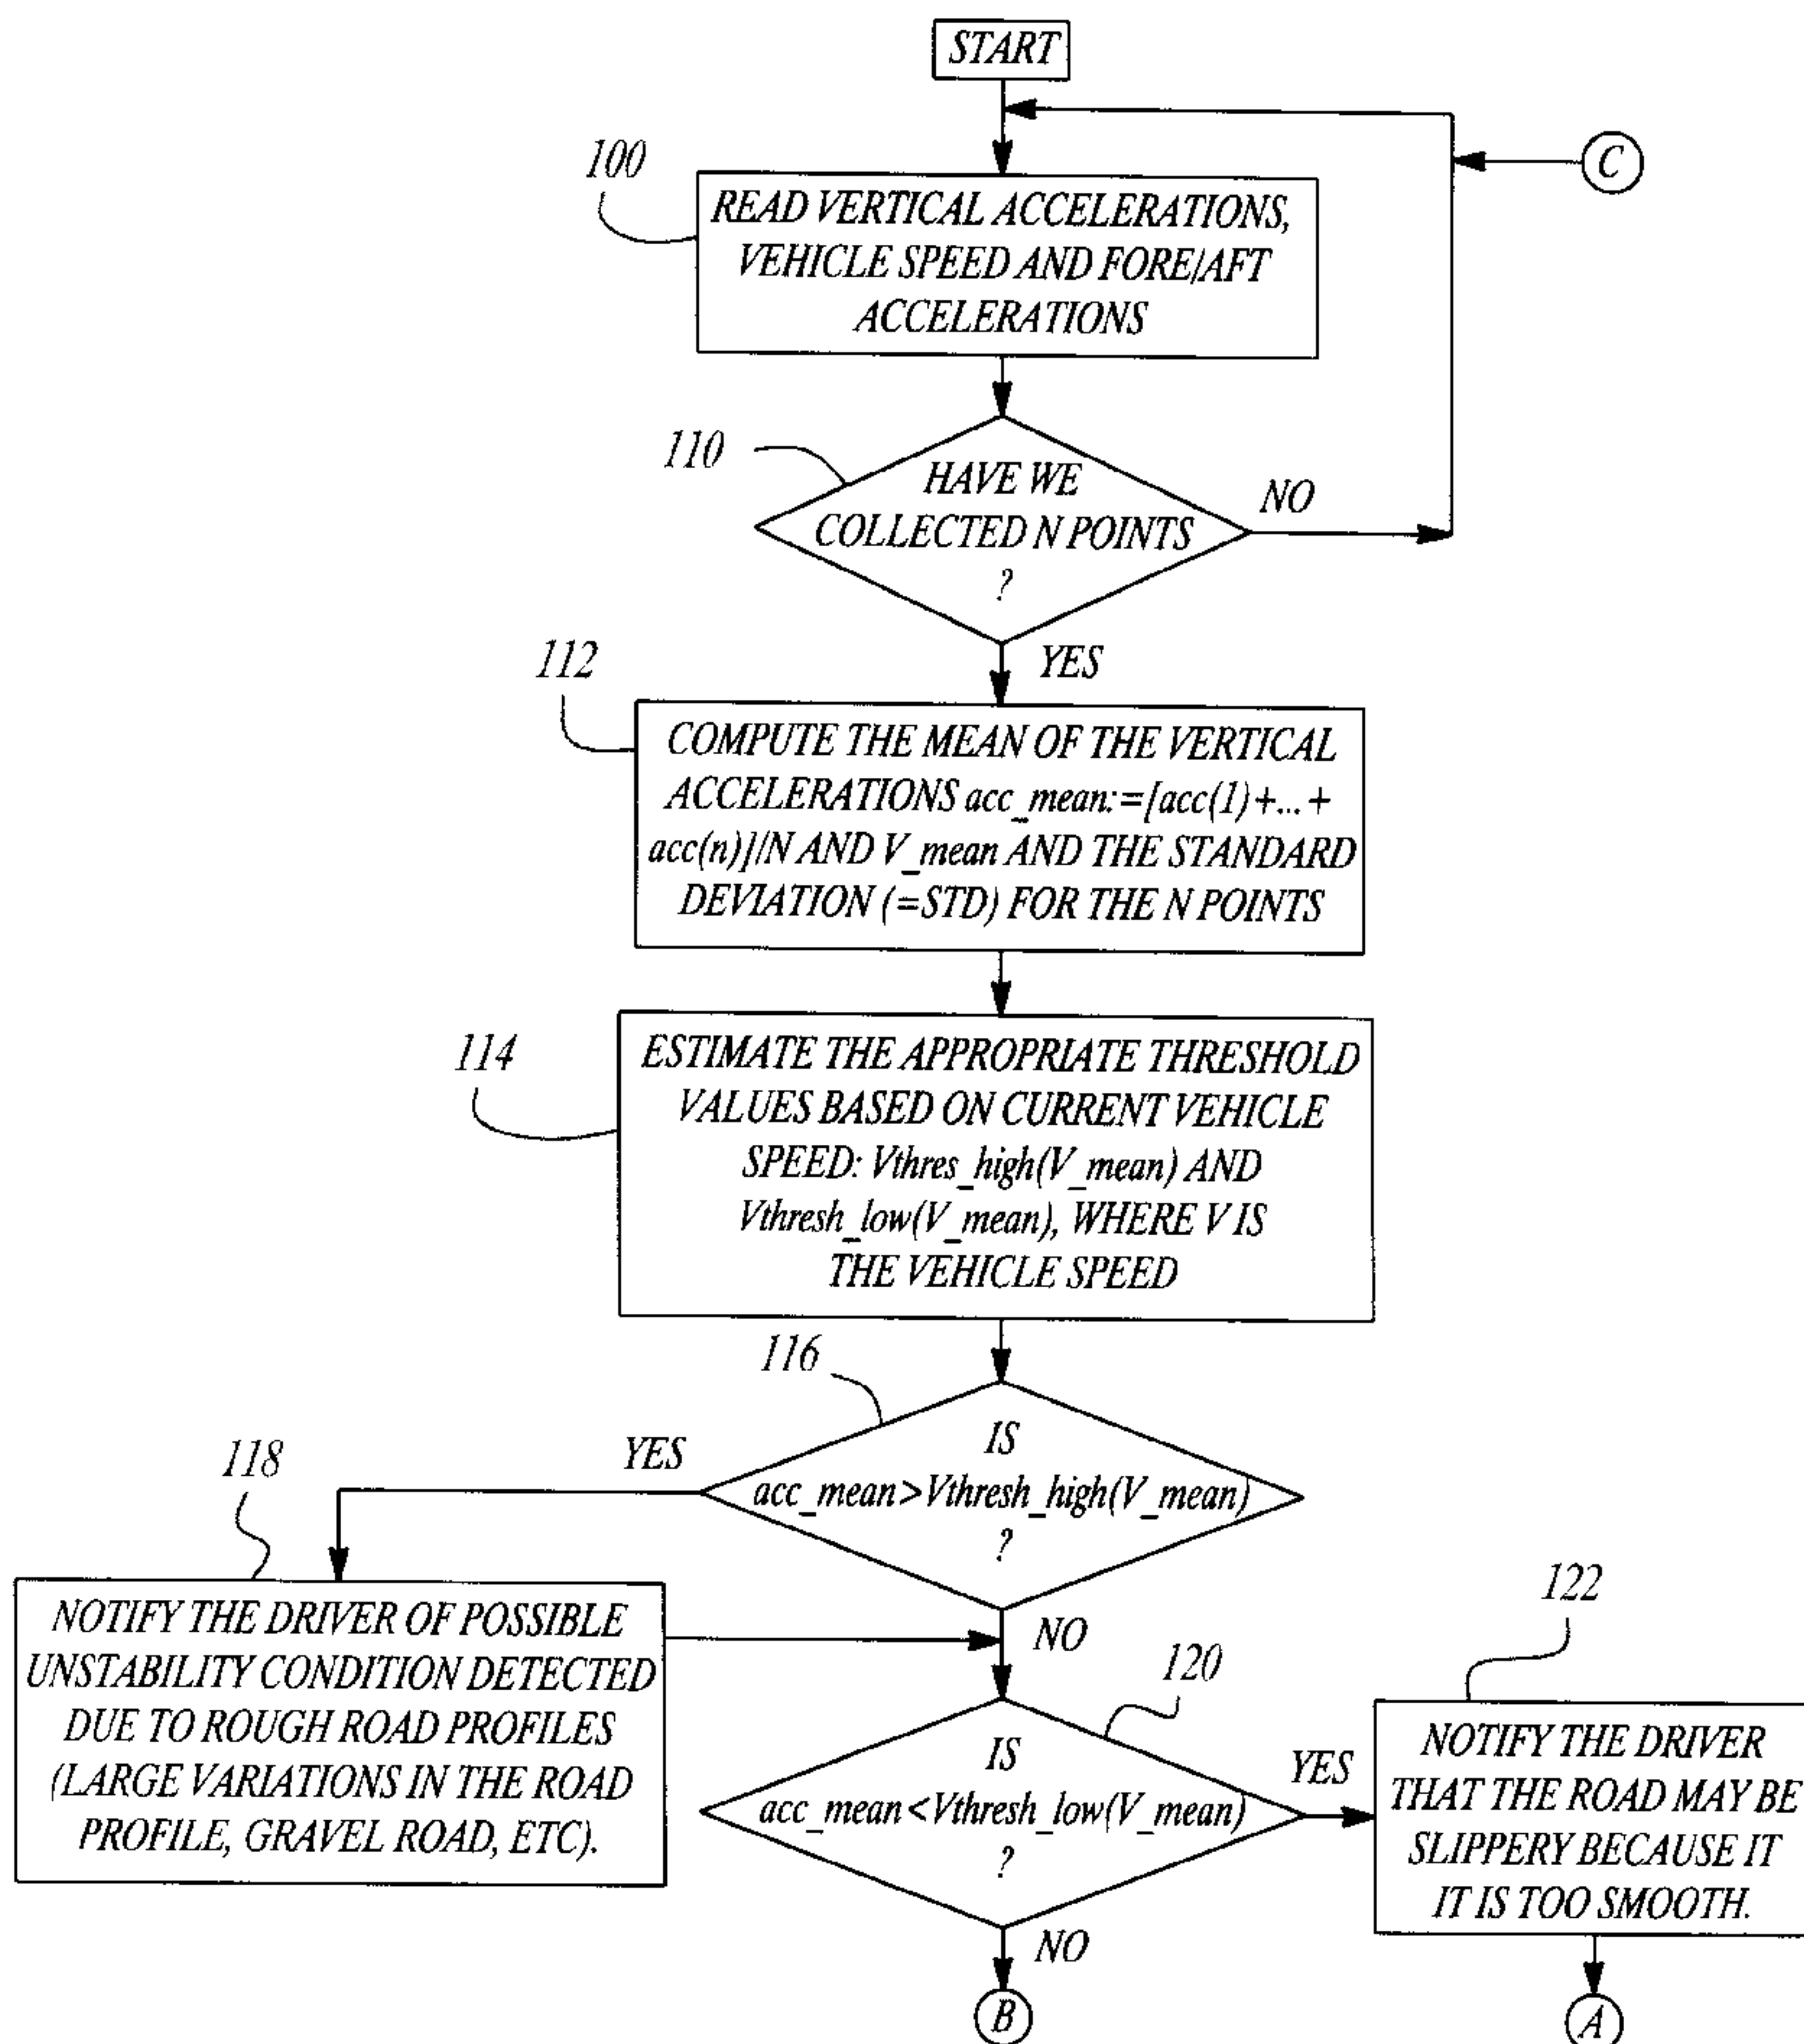 START
C
100
READ VERTICAL ACCELERATIONS,
VEHICLE SPEED AND FORE/AFT
ACCELERATIONS
110
HAVE WE
COLLECTED N POINTS
?
NO
YES
112
COMPUTE THE MEAN OF THE VERTICAL
ACCELERATIONS acc_mean:=[acc(1)+...+
acc(n)]/N AND V_mean AND THE STANDARD
DEVIATION (=STD) FOR THE N POINTS
114
ESTIMATE THE APPROPRIATE THRESHOLD
VALUES BASED ON CURRENT VEHICLE
SPEED: Vthres_high(V_mean) AND
Vthresh_low(V_mean), WHERE V IS
THE VEHICLE SPEED
116
IS
acc_mean>Vthresh_high(V_mean)
?
YES
NO
118
NOTIFY THE DRIVER OF POSSIBLE
UNSTABILITY CONDITION DETECTED
DUE TO ROUGH ROAD PROFILES
(LARGE VARIATIONS IN THE ROAD
PROFILE, GRAVEL ROAD, ETC).
120
IS
acc_mean<Vthresh_low(V_mean)
?
YES
NO
122
NOTIFY THE DRIVER
THAT THE ROAD MAY BE
SLIPPERY BECAUSE IT
IT IS TOO SMOOTH.
B
A